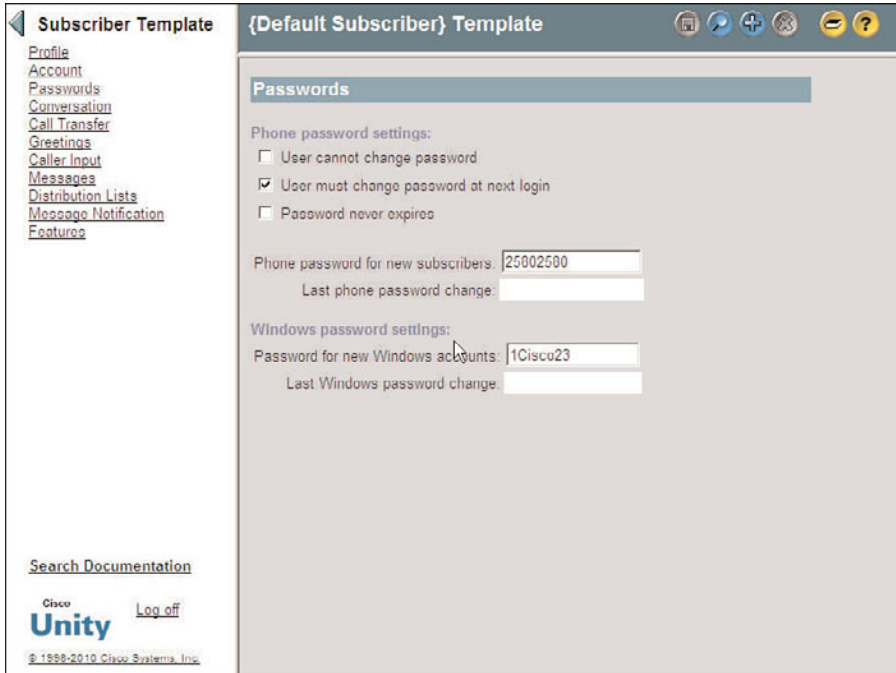 Subscriber Template
Profile
Account
Passwords
Conversation
Call Transfer
Greetings
Caller Input
Messages
Distribution Lists
Message Notification
Features
Search Documentation
Cisco
Unity
Log off
© 1998-2010 Cisco Systems, Inc.
{Default Subscriber} Template
?
Passwords
Phone password settings:
User cannot change password
User must change password at next login
Password never expires
Phone password for new subscribers: 25802580
Last phone password change:
Windows password settings:
Password for new Windows accounts: 1Cisco23
Last Windows password change: